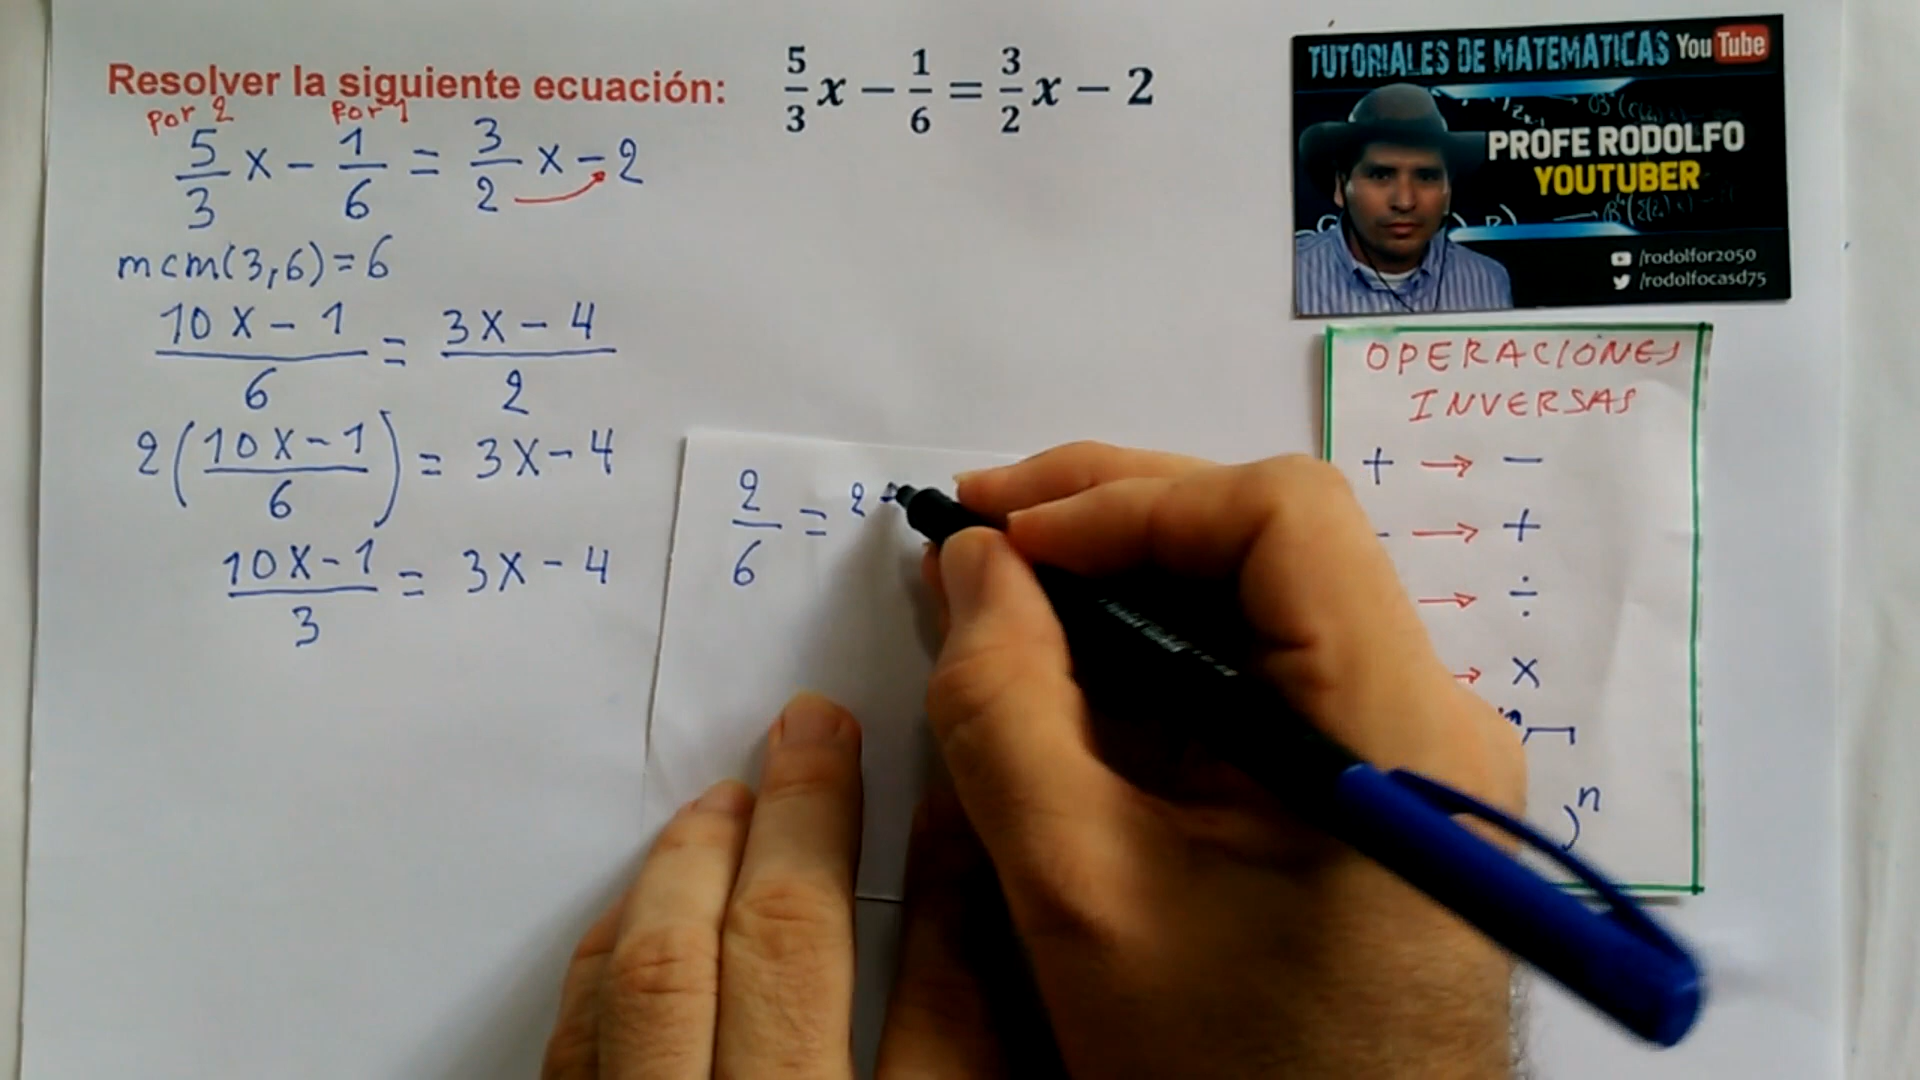 Resolver la siguiente ecuación: 5/3 x − 1/6 = 3/2 x − 2
por 2 por 1
5/3 x − 1/6 = 3/2 x − 2
mcm(3,6)=6
10x − 1 / 6 = 3x − 4 / 2
2(10x − 1 / 6) = 3x − 4
10x − 1 / 3 = 3x − 4
2/6 = 2
TUTORIALES DE MATEMATICAS YouTube
PROFE RODOLFO
YOUTUBER
/rodolfor2050
/rodolfocasd75
OPERACIONES
INVERSAS
+ → −
- → +
→ ÷
→ x
n√
)ⁿ